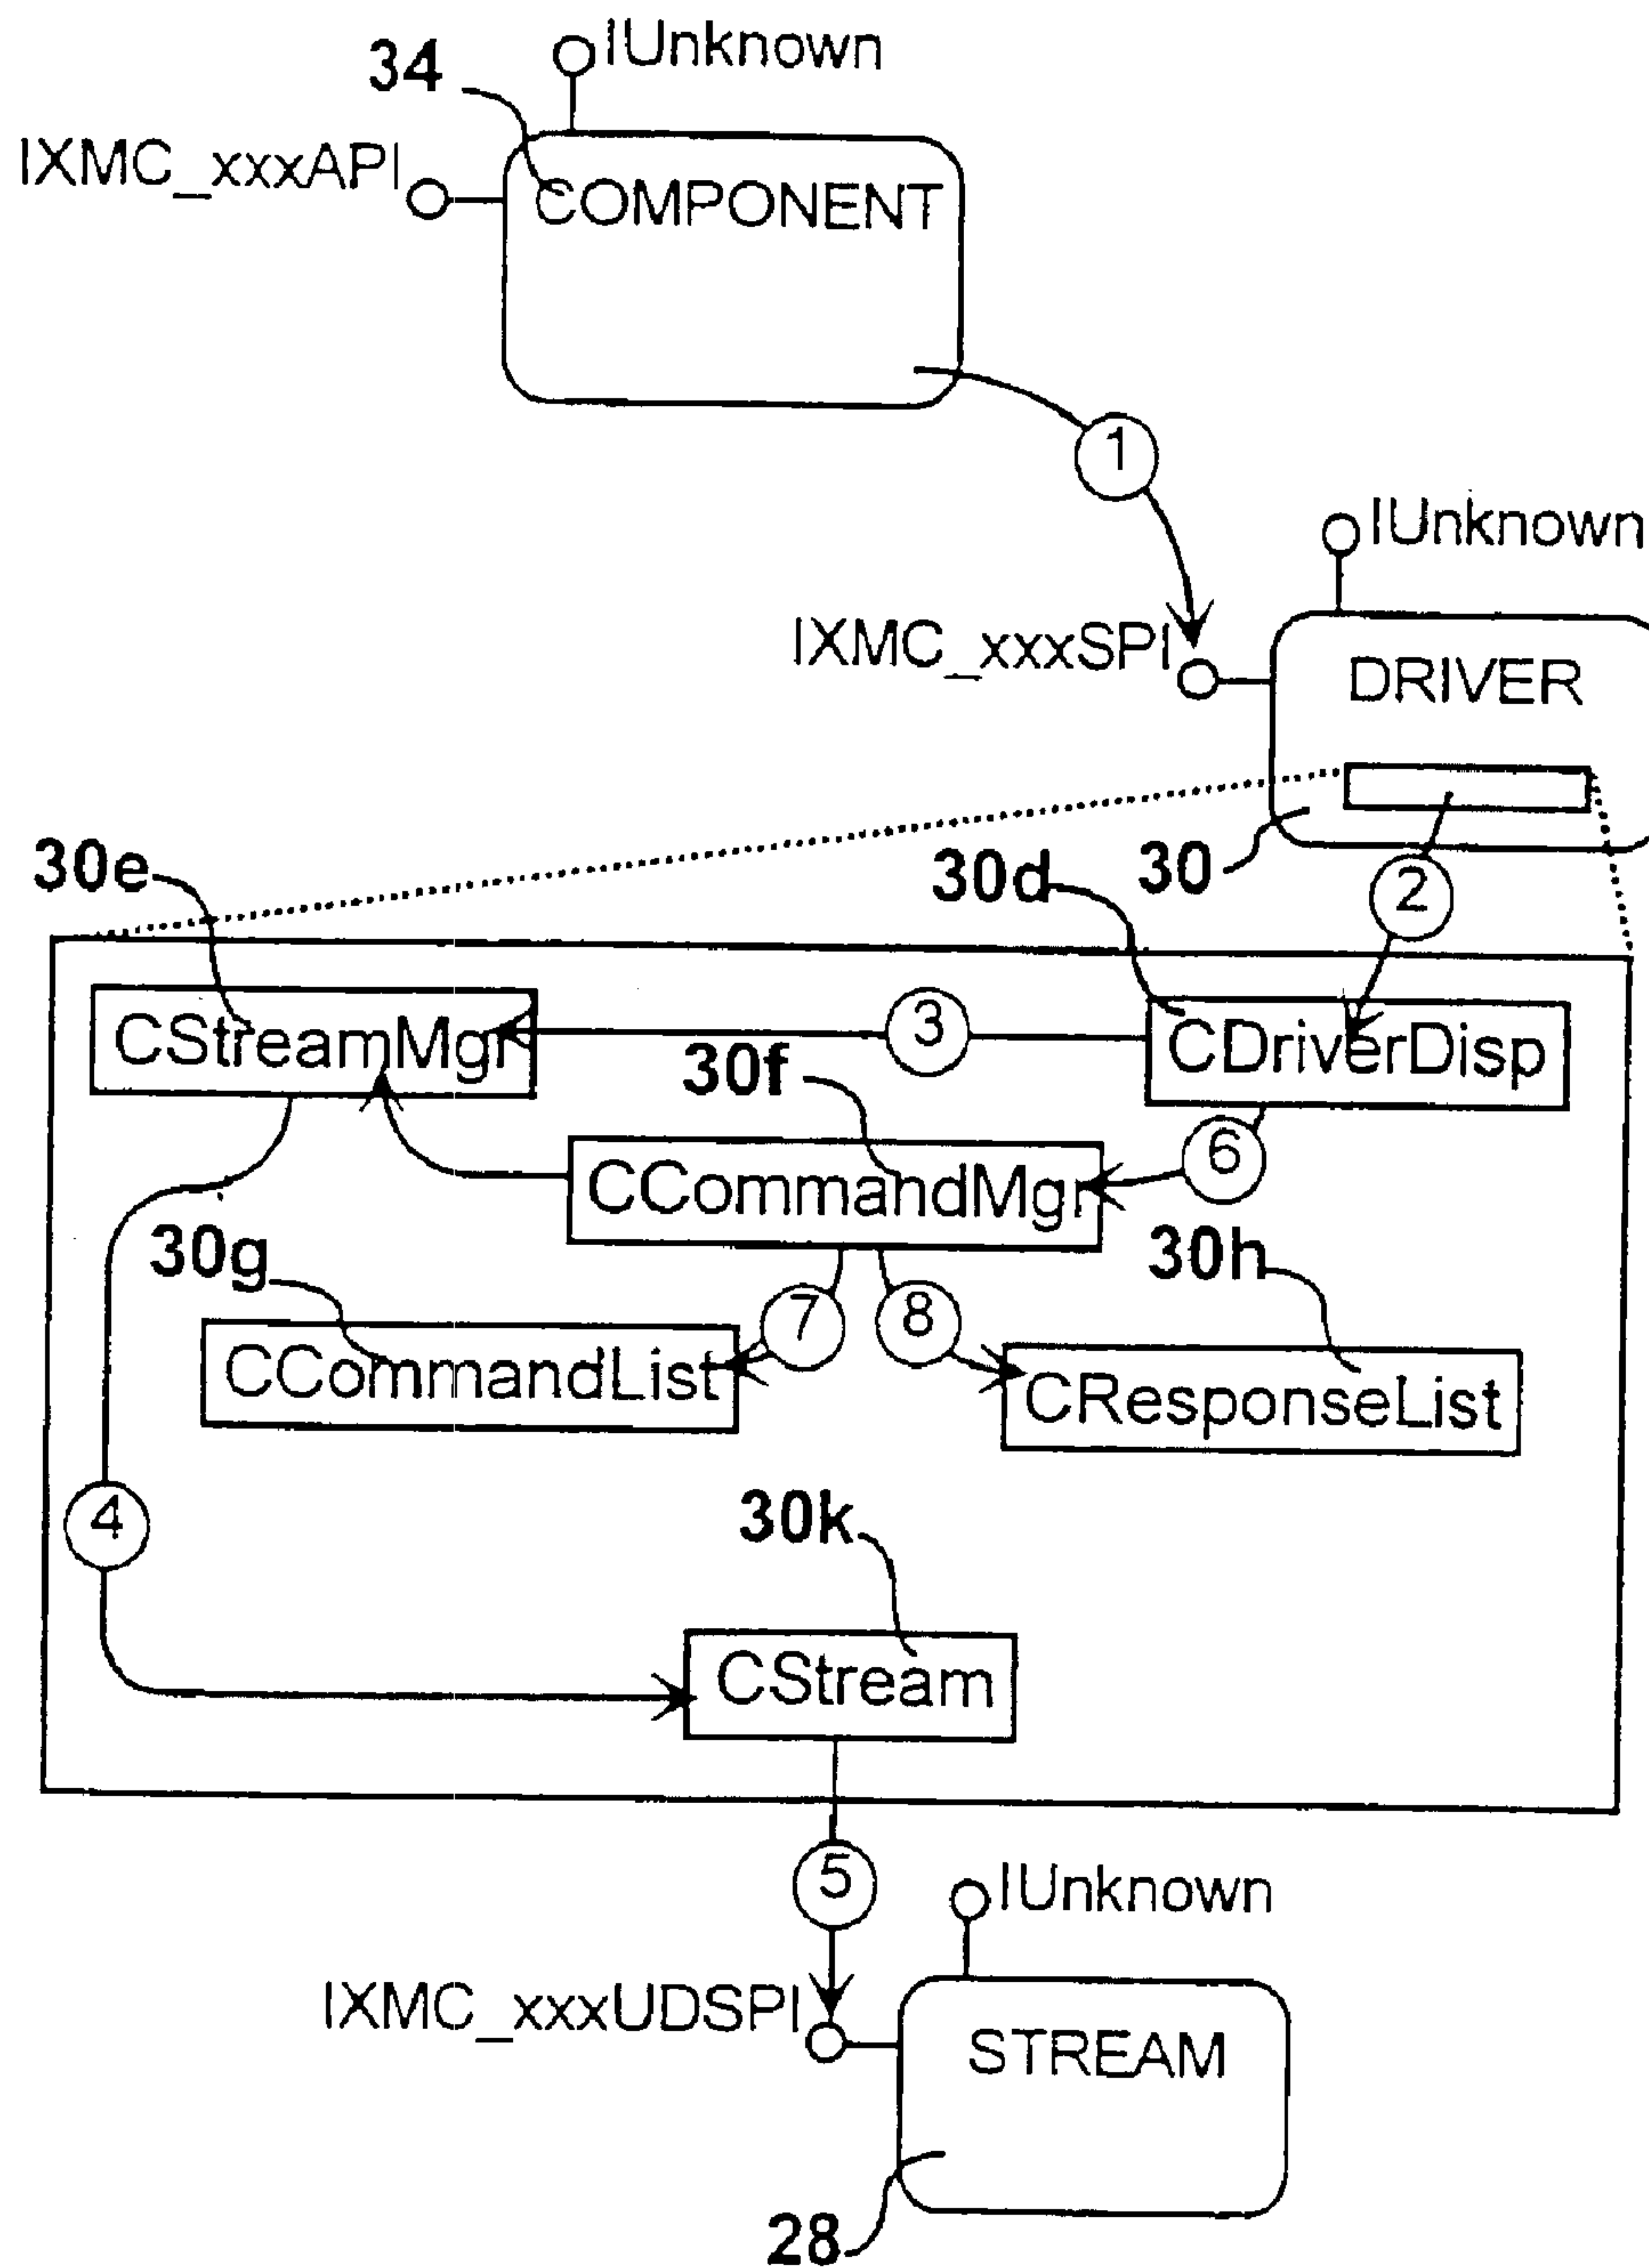 IUnknown
34
IXMC_xxxAPI
COMPONENT
1
IUnknown
IXMC_xxxSPI
DRIVER
30e
30d
30
2
CStreamMgr
3
CDriverDisp
30f
6
CCommandMgr
30g
30h
7
8
CCommandList
CResponseList
4
30k
CStream
5
IUnknown
IXMC_xxxUDSPI
STREAM
28